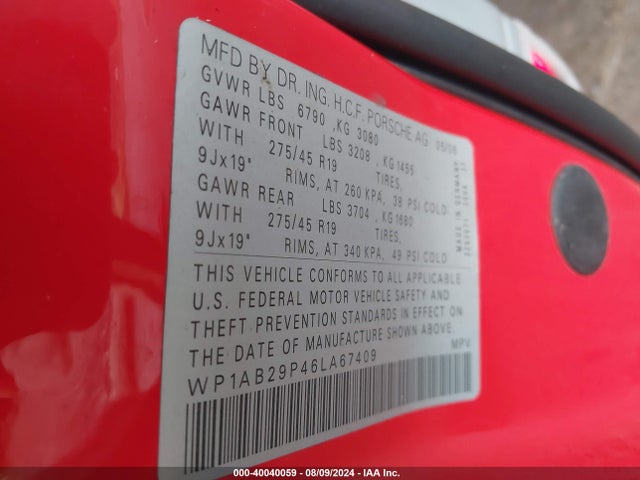 MFD BY DR. ING. H.C.F. PORSCHE AG 05/06
GVWR LBS 6790 ,KG 3080
GAWR FRONT LBS 3208 , KG 1455
WITH 275/45 R19 TIRES,
9Jx19" RIMS, AT 260 KPA, 38 PSI COLD
GAWR REAR LBS 3704 , KG 1680
WITH 275/45 R19 TIRES,
9Jx19" RIMS, AT 340 KPA, 49 PSI COLD
THIS VEHICLE CONFORMS TO ALL APPLICABLE
U.S. FEDERAL MOTOR VEHICLE SAFETY AND
THEFT PREVENTION STANDARDS IN EFFECT ON
THE DATE OF MANUFACTURE SHOWN ABOVE.
WP1AB29P46LA67409 MPV
MADE IN GERMANY
000-40040059 - 08/09/2024 - IAA Inc.